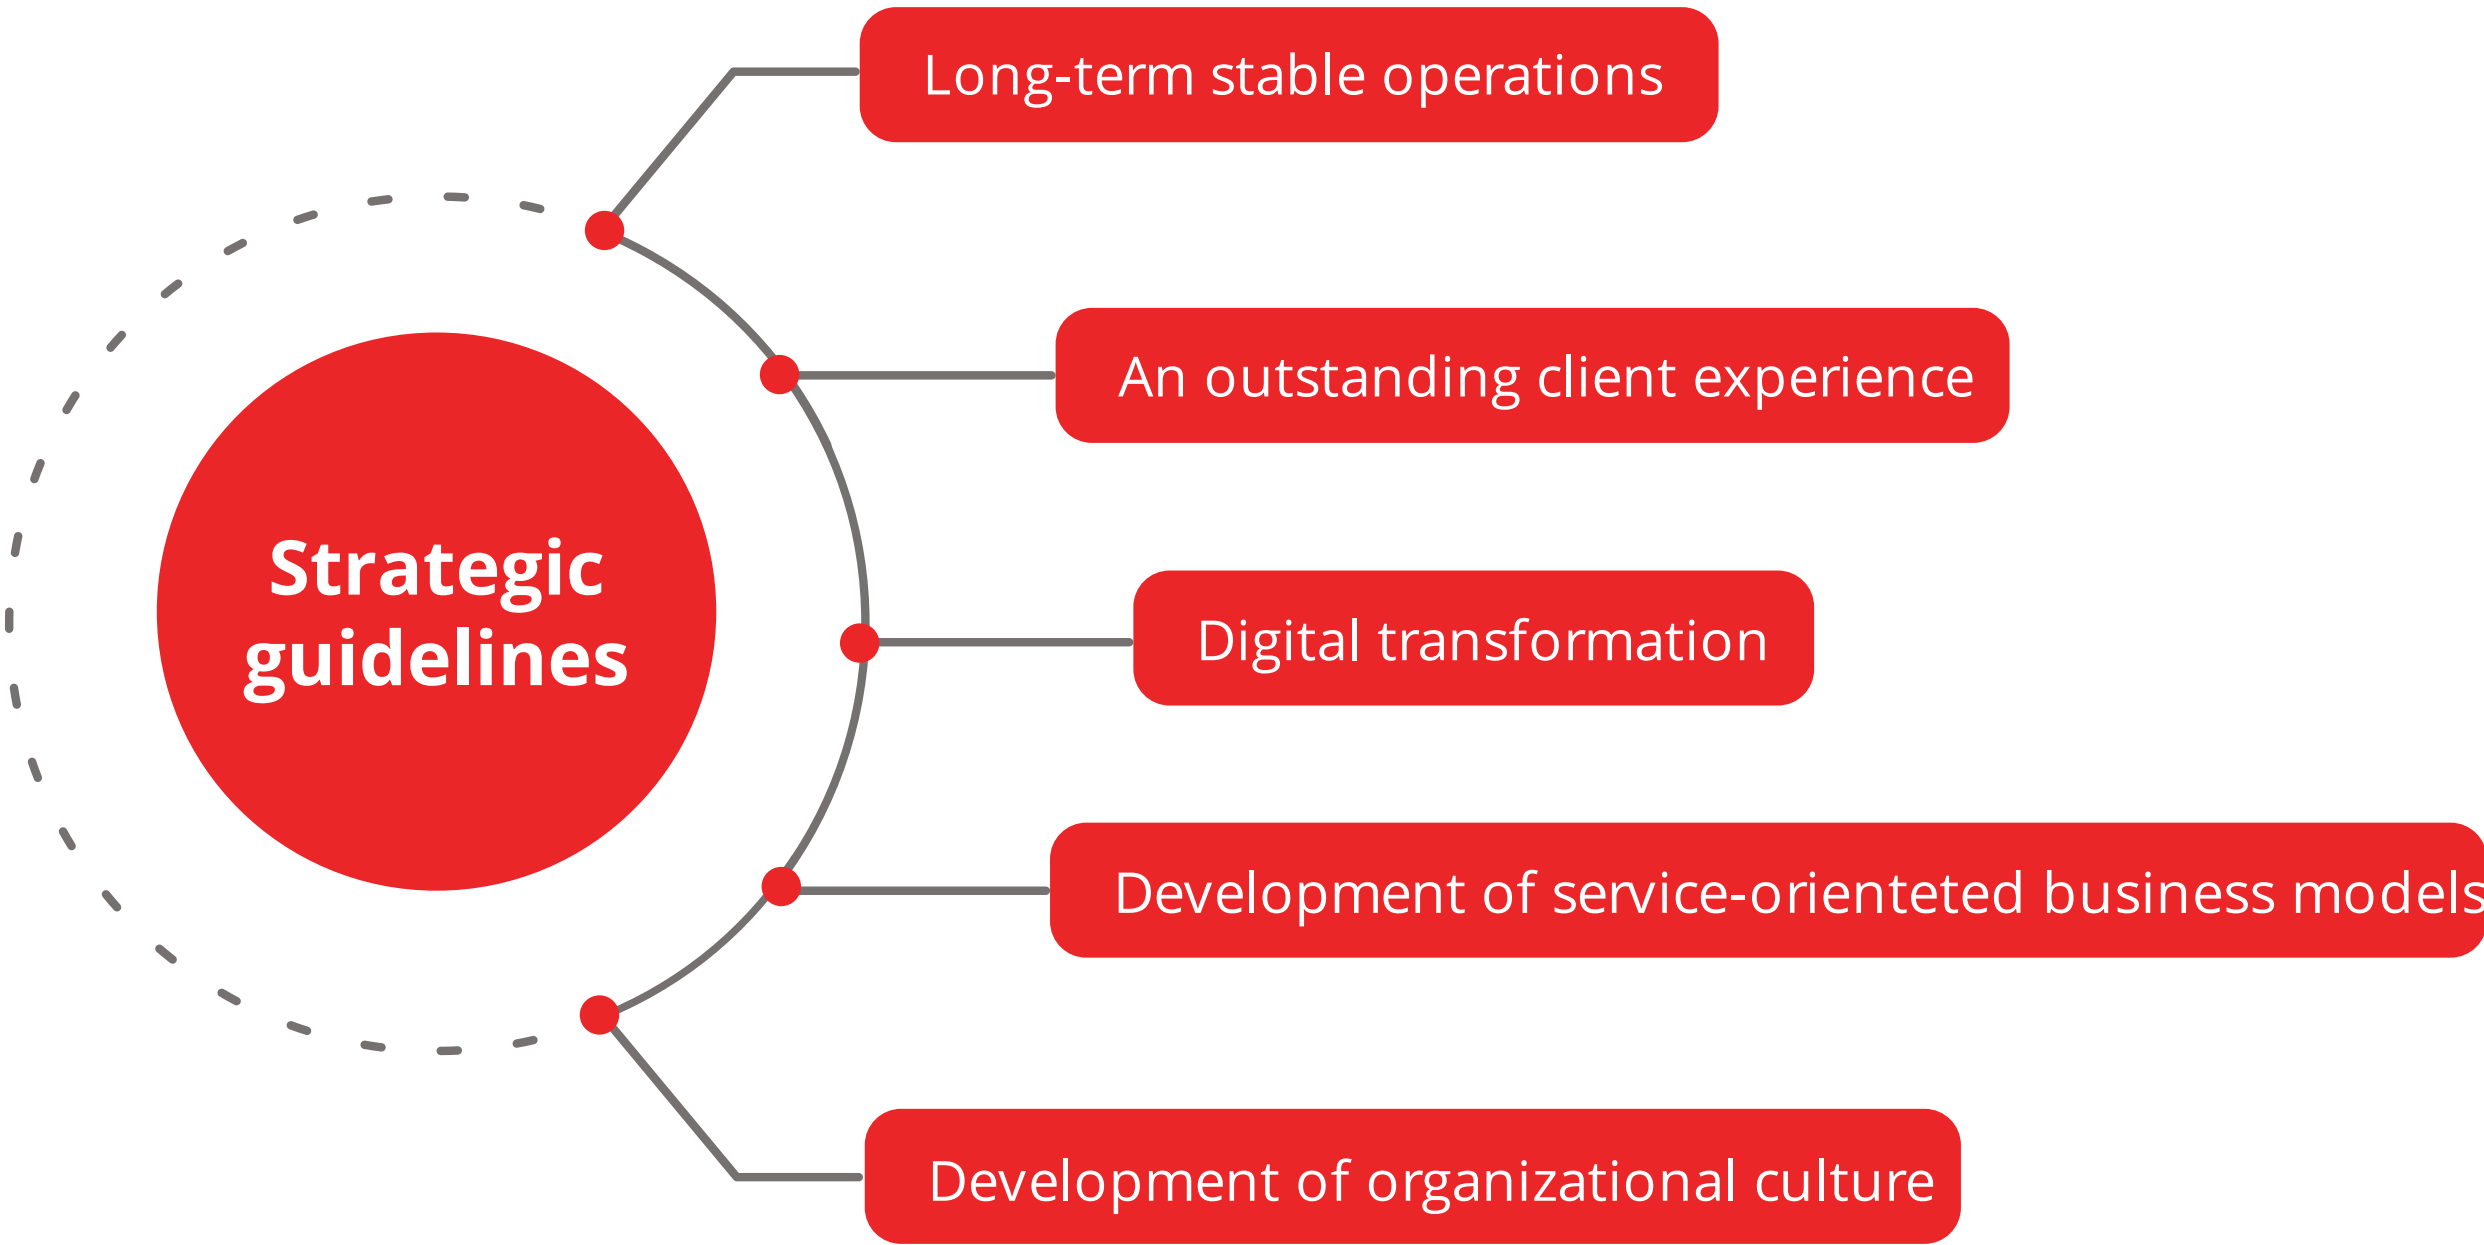 Long-term stable operations
An outstanding client experience
Strategic
guidelines
Digital transformation
Development of service-orienteted business models
Development of organizational culture